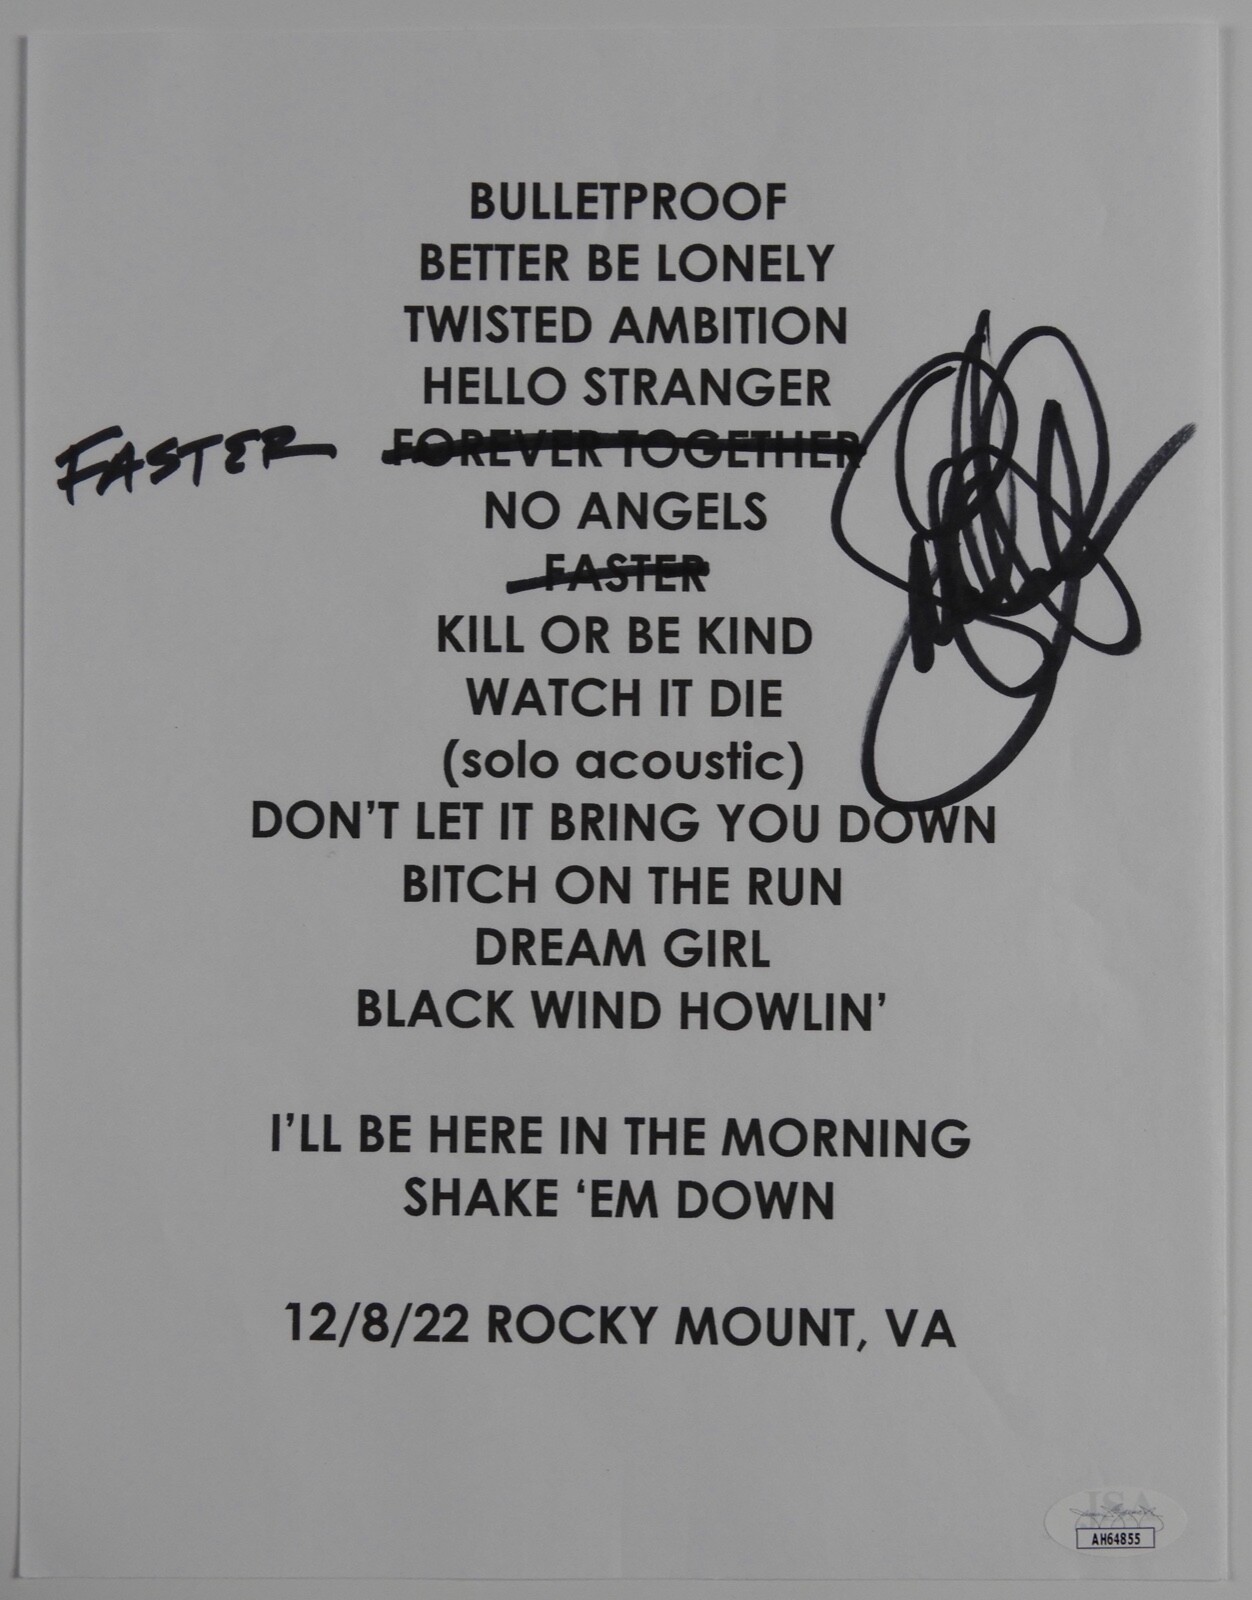 BULLETPROOF
BETTER BE LONELY
TWISTED AMBITION
HELLO STRANGER
FASTER FOREVER TOGETHER
NO ANGELS
FASTER
KILL OR BE KIND
WATCH IT DIE
(solo acoustic)
DON'T LET IT BRING YOU DOWN
BITCH ON THE RUN
DREAM GIRL
BLACK WIND HOWLIN'
I'LL BE HERE IN THE MORNING
SHAKE 'EM DOWN
12/8/22 ROCKY MOUNT, VA
JSA
AH64855